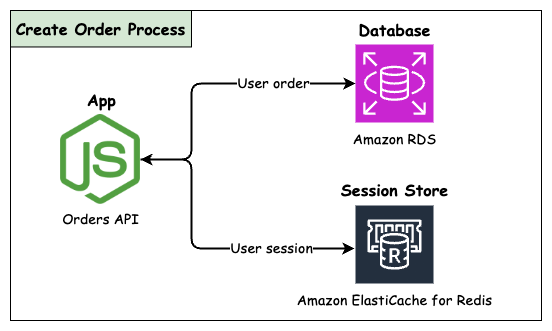 Create Order Process
Database
User order
Amazon RDS
App
JS
Orders API
Session Store
User session
R
Amazon ElastiCache for Redis